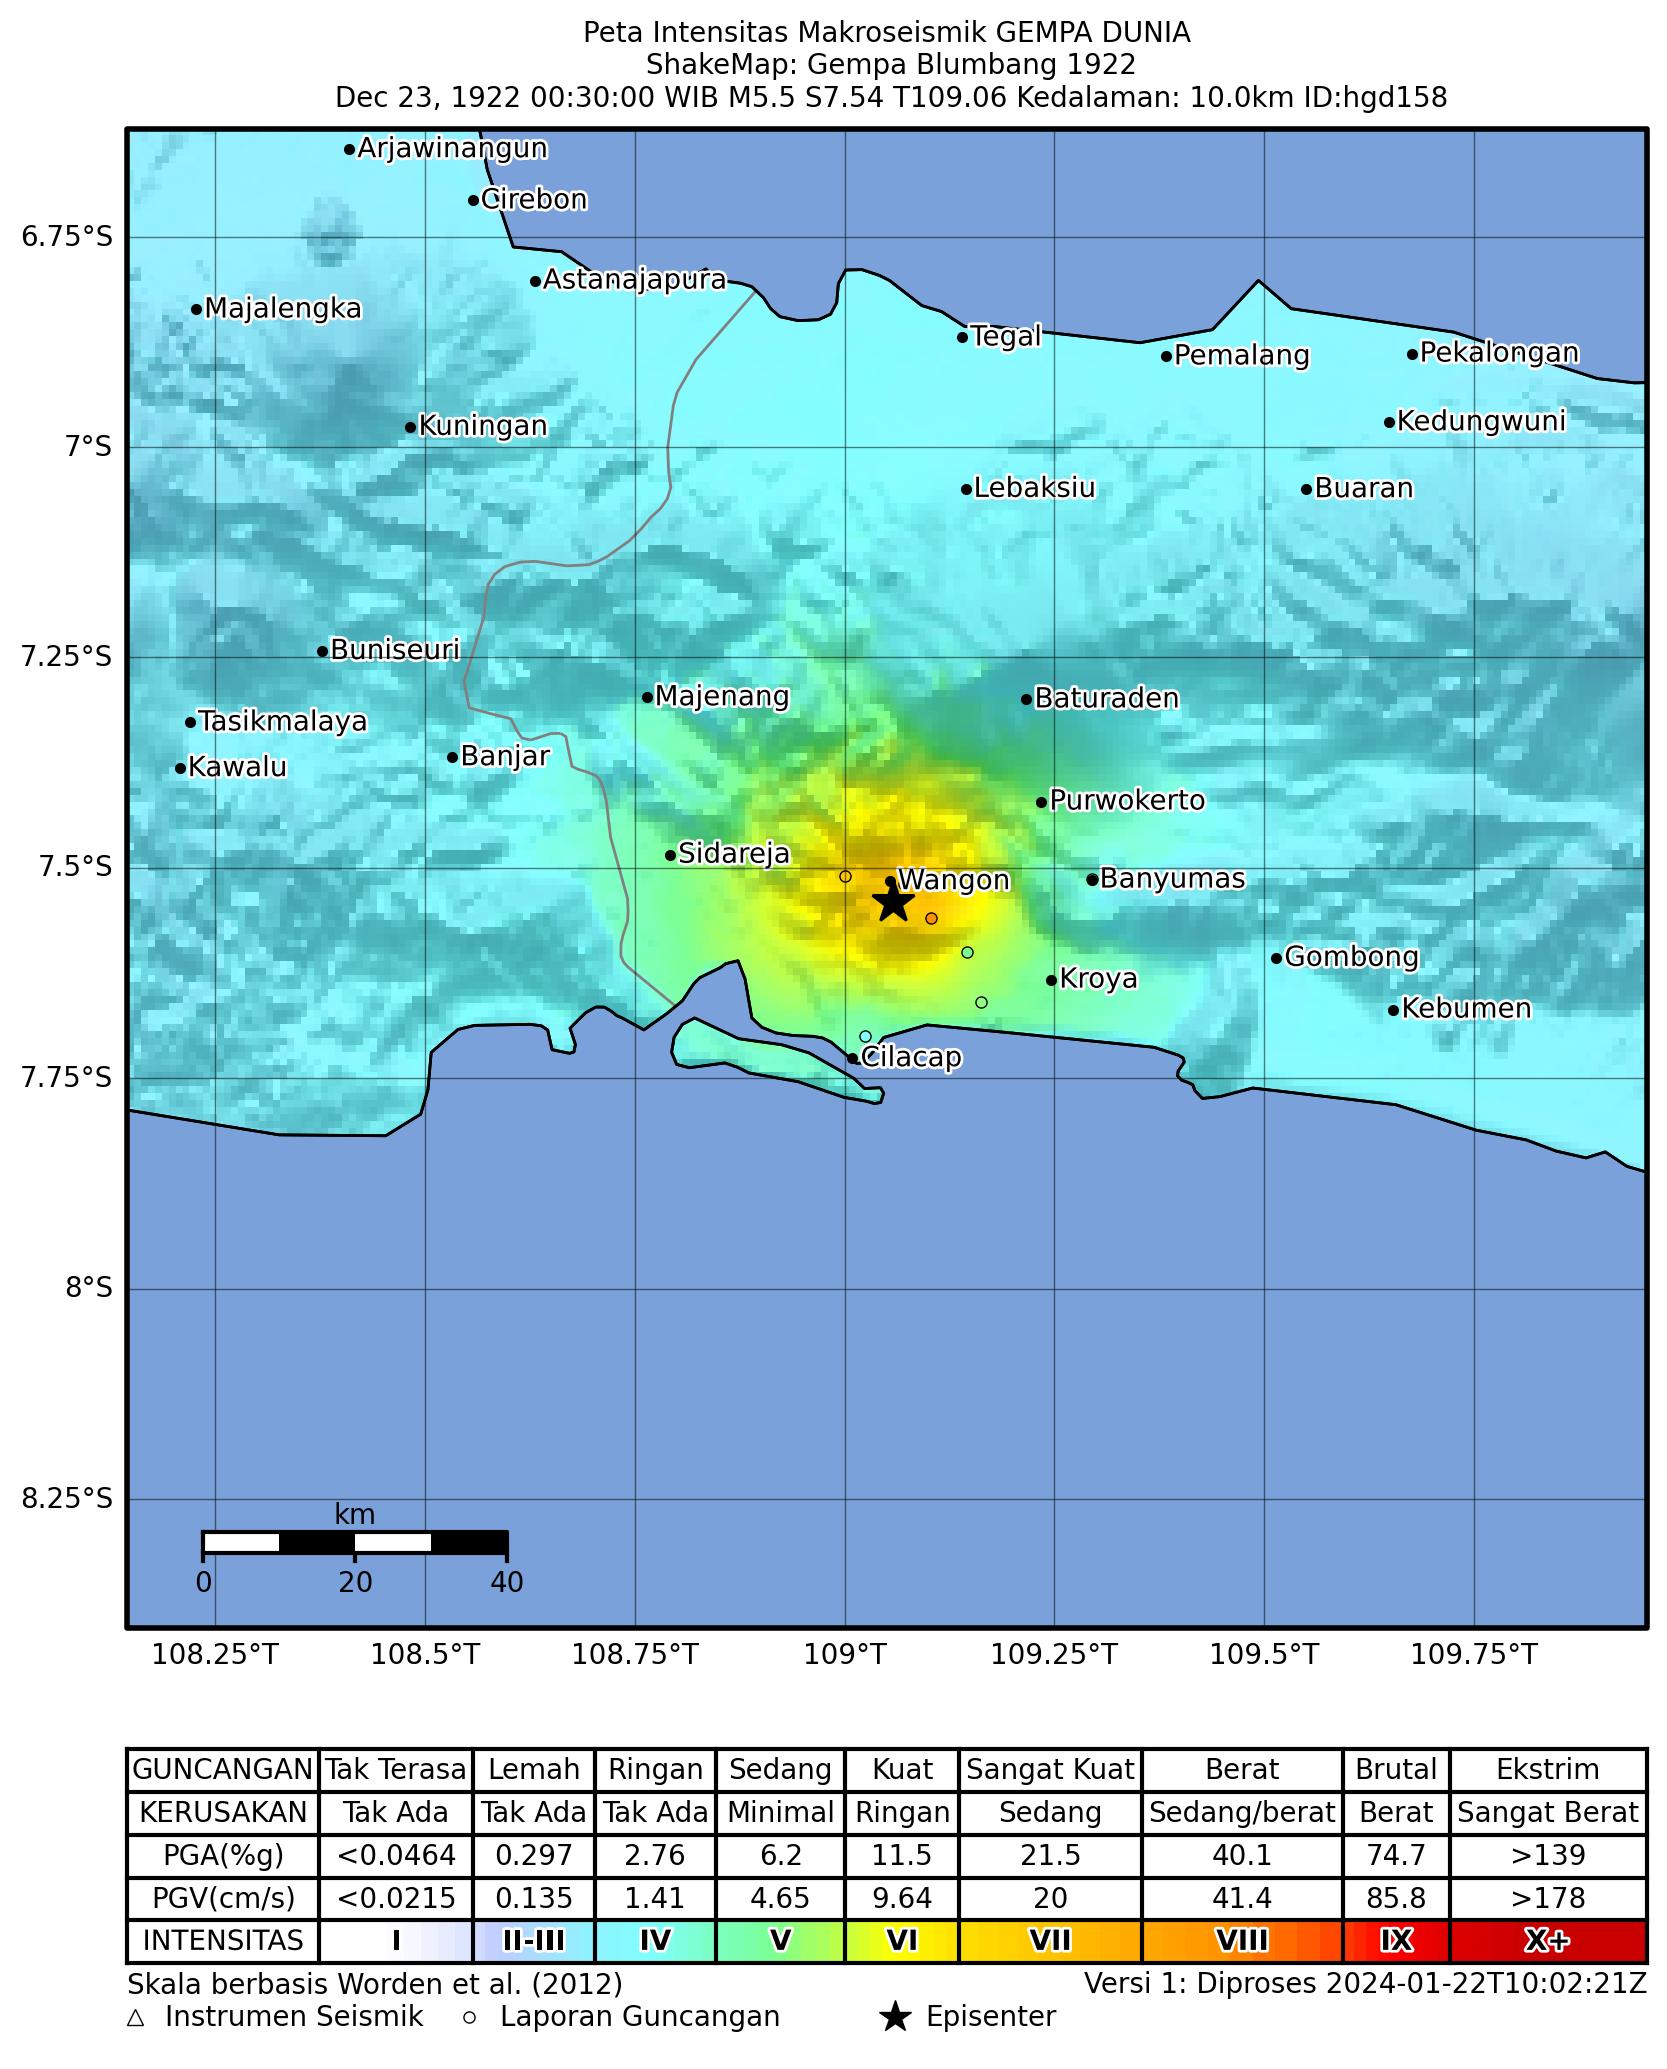 Peta Intensitas Makroseismik GEMPA DUNIA
ShakeMap: Gempa Blumbang 1922
Dec 23, 1922 00:30:00 WIB M5.5 S7.54 T109.06 Kedalaman: 10.0km ID:hgd158
Arjawinangun
Cirebon
6.75°S
Astanajapura
Majalengka
Tegal
Pemalang
Pekalongan
Kedungwuni
Kuningan
7°S
Lebaksiu
Buaran
Buniseuri
7.25°S
Majenang
Baturaden
Tasikmalaya
Banjar
Kawalu
Purwokerto
Sidareja
7.5°S
Wangon
Banyumas
Gombong
Kroya
Kebumen
Cilacap
7.75°S
8°S
8.25°S
km
0 20 40
108.25°T 108.5°T 108.75°T 109°T 109.25°T 109.5°T 109.75°T
GUNCANGAN Tak Terasa Lemah Ringan Sedang Kuat Sangat Kuat Berat Brutal Ekstrim
KERUSAKAN Tak Ada Tak Ada Tak Ada Minimal Ringan Sedang Sedang/berat Berat Sangat Berat
PGA(%g) <0.0464 0.297 2.76 6.2 11.5 21.5 40.1 74.7 >139
PGV(cm/s) <0.0215 0.135 1.41 4.65 9.64 20 41.4 85.8 >178
INTENSITAS I II-III IV V VI VII VIII IX X+
Skala berbasis Worden et al. (2012) Versi 1: Diproses 2024-01-22T10:02:21Z
Instrumen Seismik Laporan Guncangan Episenter